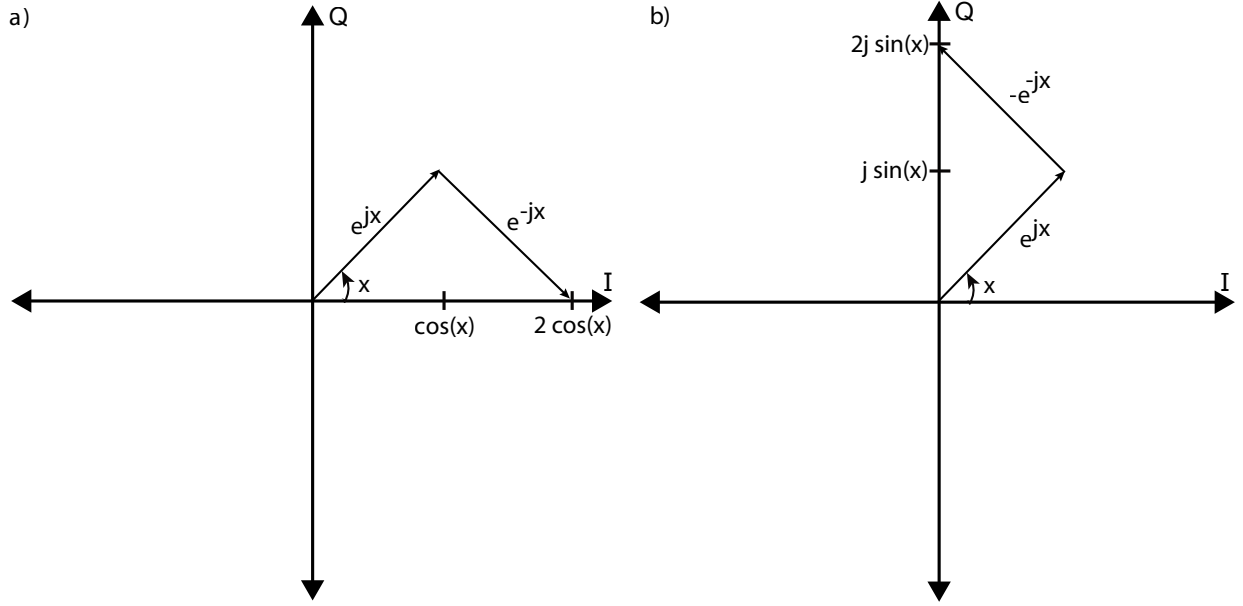 a)
Q
e^jx
e^-jx
x
I
cos(x)
2 cos(x)
b)
Q
2j sin(x)
-e^-jx
j sin(x)
e^jx
x
I